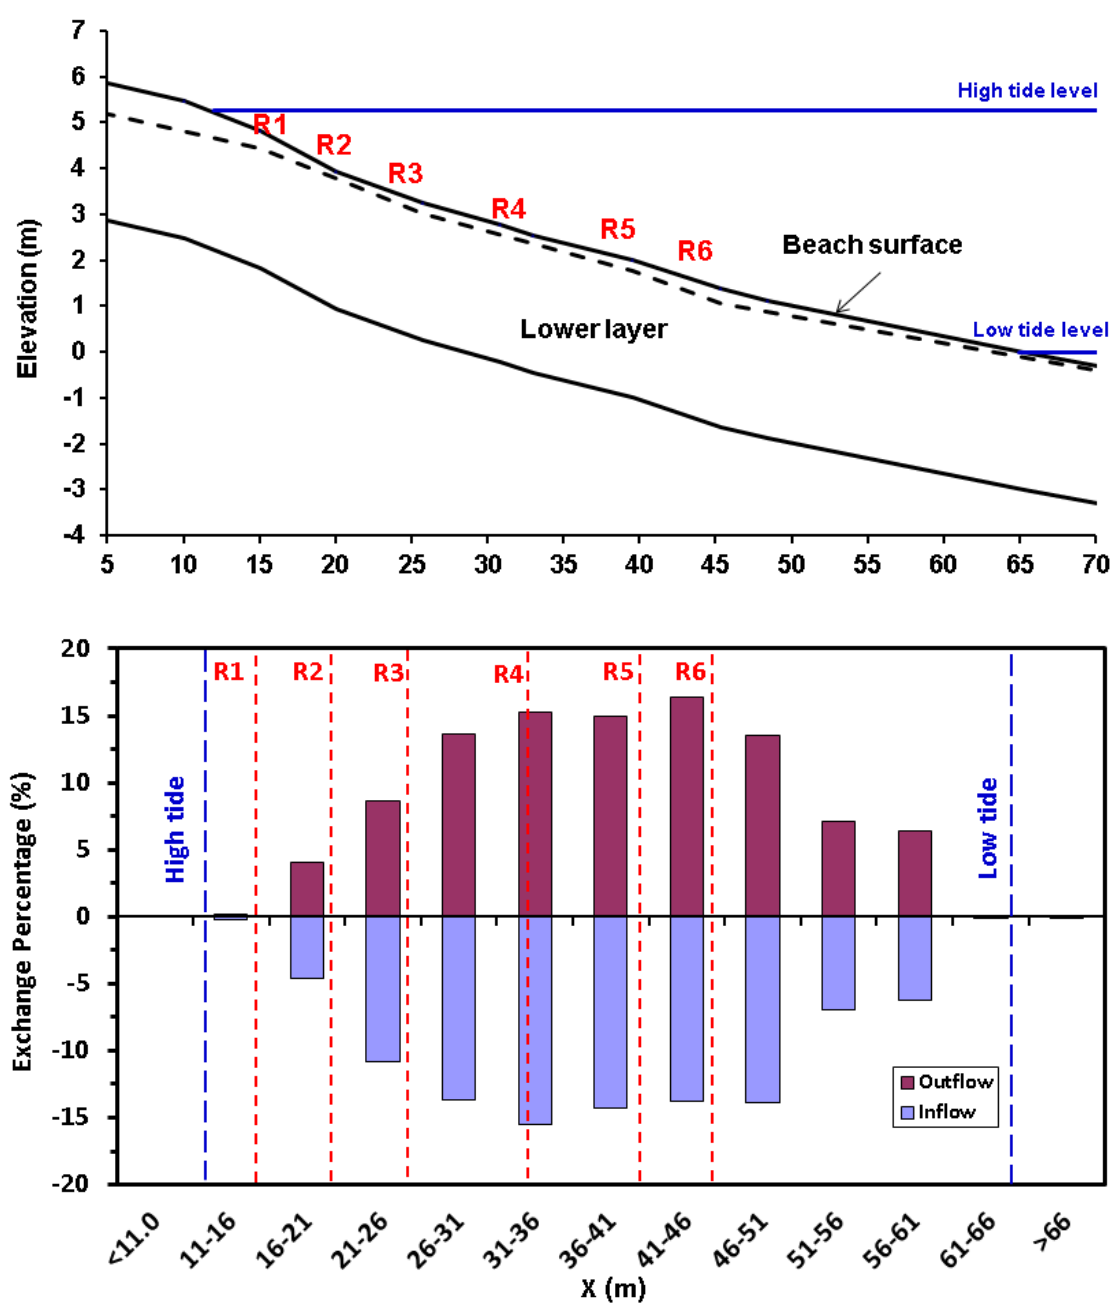 7
6
5
4
3
2
1
0
-1
-2
-3
-4
Elevation (m)
High tide level
R1
R2
R3
R4
R5
R6
Beach surface
Lower layer
Low tide level
5 10 15 20 25 30 35 40 45 50 55 60 65 70
20
15
10
5
0
-5
-10
-15
-20
Exchange Percentage (%)
R1 R2 R3 R4 R5 R6
High tide
Low tide
Outflow
Inflow
<11.0 11-16 16-21 21-26 26-31 31-36 36-41 41-46 46-51 51-56 56-61 61-66 >66
X (m)